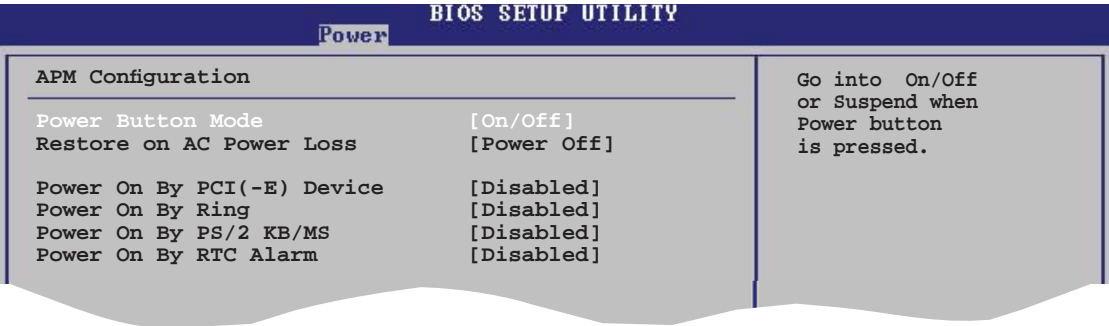 BIOS SETUP UTILITY
Power
APM Configuration
Power Button Mode [On/Off]
Restore on AC Power Loss [Power Off]
Power On By PCI(-E) Device [Disabled]
Power On By Ring [Disabled]
Power On By PS/2 KB/MS [Disabled]
Power On By RTC Alarm [Disabled]
Go into On/Off
or Suspend when
Power button
is pressed.